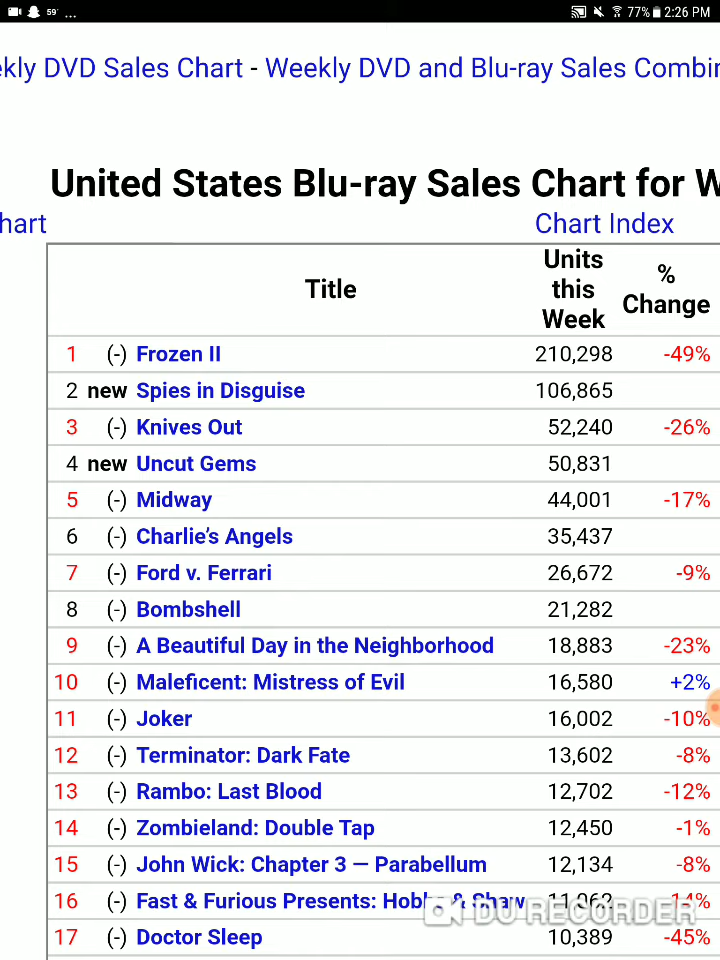 59' ... 77% 2:26 PM
ekly DVD Sales Chart - Weekly DVD and Blu-ray Sales Combin
United States Blu-ray Sales Chart for W
hart Chart Index
Title Units this Week % Change
1 (-) Frozen II 210,298 -49%
2 new Spies in Disguise 106,865
3 (-) Knives Out 52,240 -26%
4 new Uncut Gems 50,831
5 (-) Midway 44,001 -17%
6 (-) Charlie's Angels 35,437
7 (-) Ford v. Ferrari 26,672 -9%
8 (-) Bombshell 21,282
9 (-) A Beautiful Day in the Neighborhood 18,883 -23%
10 (-) Maleficent: Mistress of Evil 16,580 +2%
11 (-) Joker 16,002 -10%
12 (-) Terminator: Dark Fate 13,602 -8%
13 (-) Rambo: Last Blood 12,702 -12%
14 (-) Zombieland: Double Tap 12,450 -1%
15 (-) John Wick: Chapter 3 — Parabellum 12,134 -8%
16 (-) Fast & Furious Presents: Hobbs & Shaw 11,062 -14%
DU RECORDER
17 (-) Doctor Sleep 10,389 -45%